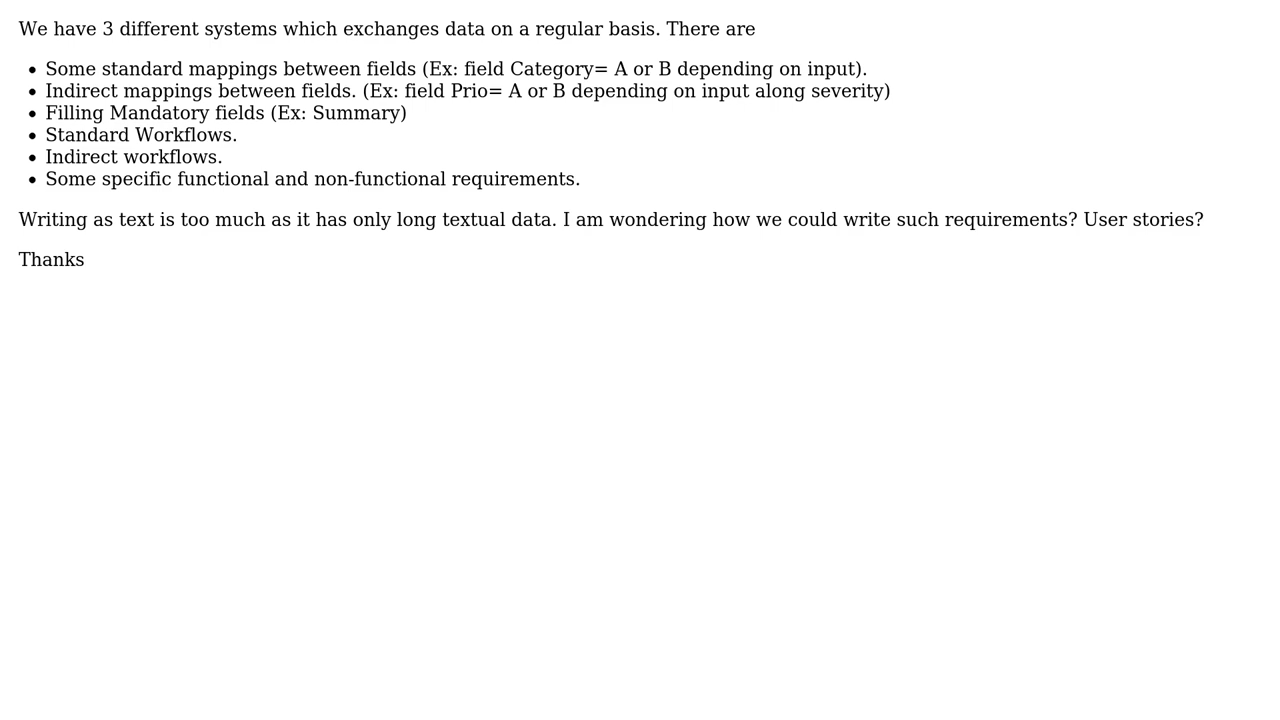 We have 3 different systems which exchanges data on a regular basis. There are
• Some standard mappings between fields (Ex: field Category= A or B depending on input).
• Indirect mappings between fields. (Ex: field Prio= A or B depending on input along severity)
• Filling Mandatory fields (Ex: Summary)
• Standard Workflows.
• Indirect workflows.
• Some specific functional and non-functional requirements.
Writing as text is too much as it has only long textual data. I am wondering how we could write such requirements? User stories?
Thanks